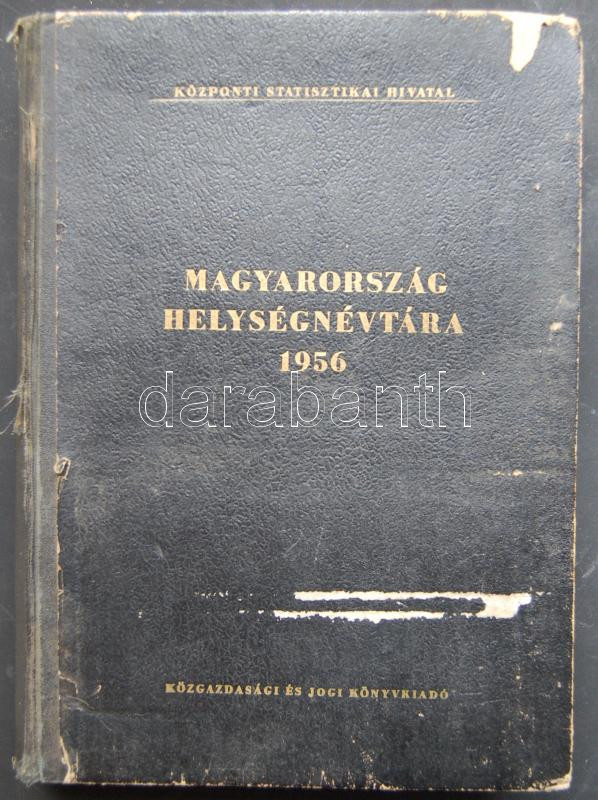 KÖZPONTI STATISZTIKAI HIVATAL
MAGYARORSZÁG
HELYSÉGNÉVTÁRA
1956
darabanth
KÖZGAZDASÁGI ÉS JOGI KÖNYVKIADÓ